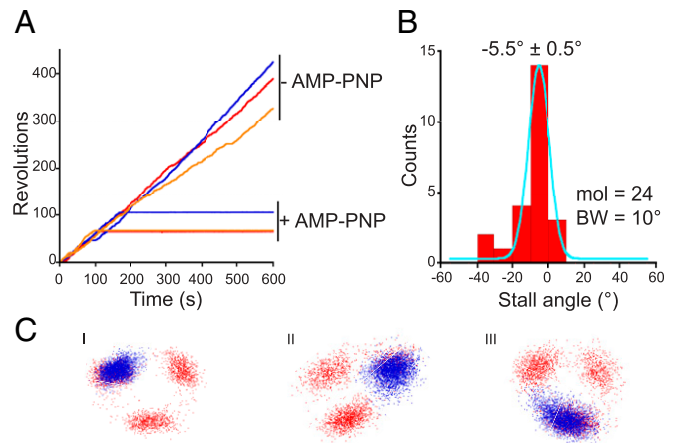 A
400
300
200
100
0
Revolutions
- AMP-PNP
+ AMP-PNP
0 100 200 300 400 500 600
Time (s)
B
-5.5° ± 0.5°
15
10
5
0
Counts
mol = 24
BW = 10°
-60 -40 -20 0 20 40 60
Stall angle (°)
C
I
II
III